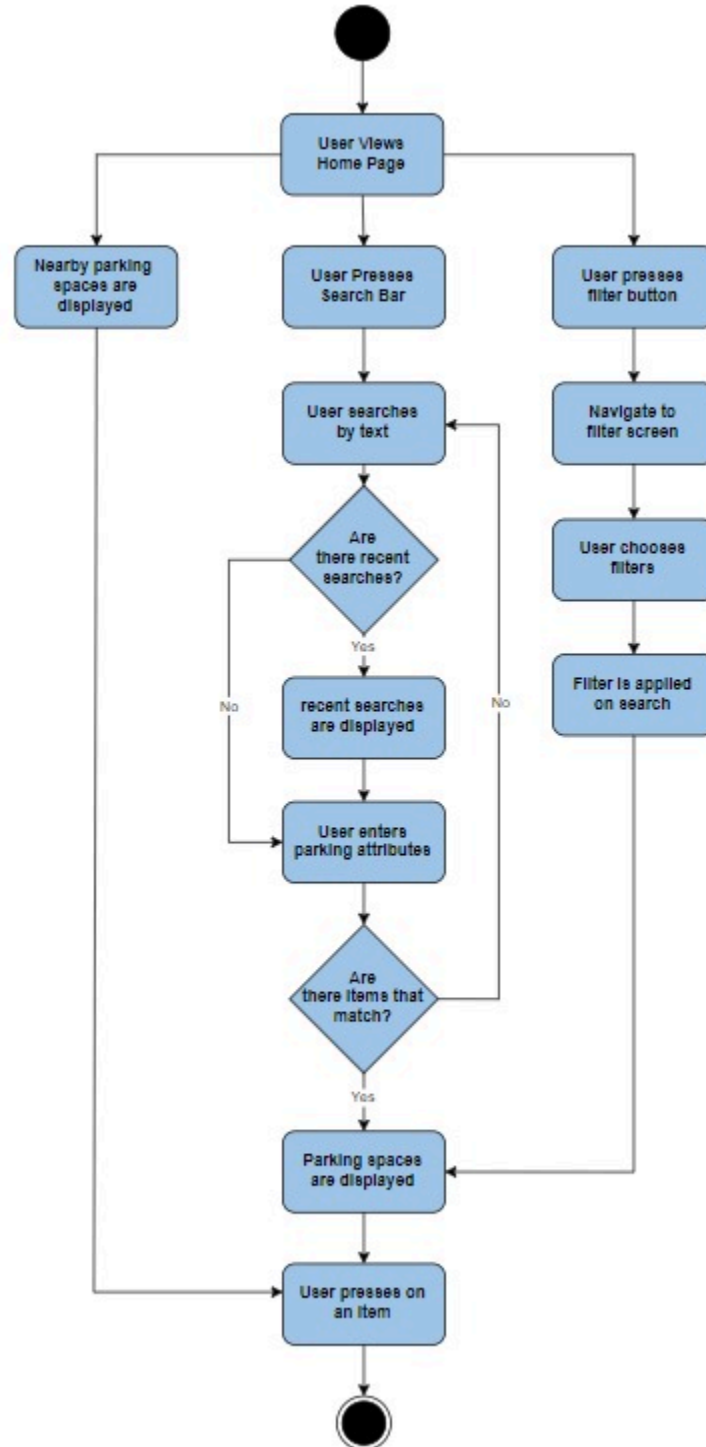 User Views
Home Page
Nearby parking
spaces are
displayed
User Presses
Search Bar
User presses
filter button
User searches
by text
Navigate to
filter screen
Are
there recent
searches?
User chooses
filters
Yes
No
recent searches
are displayed
No
Filter is applied
on search
User enters
parking attributes
Are
there items that
match?
Yes
Parking spaces
are displayed
User presses on
an item